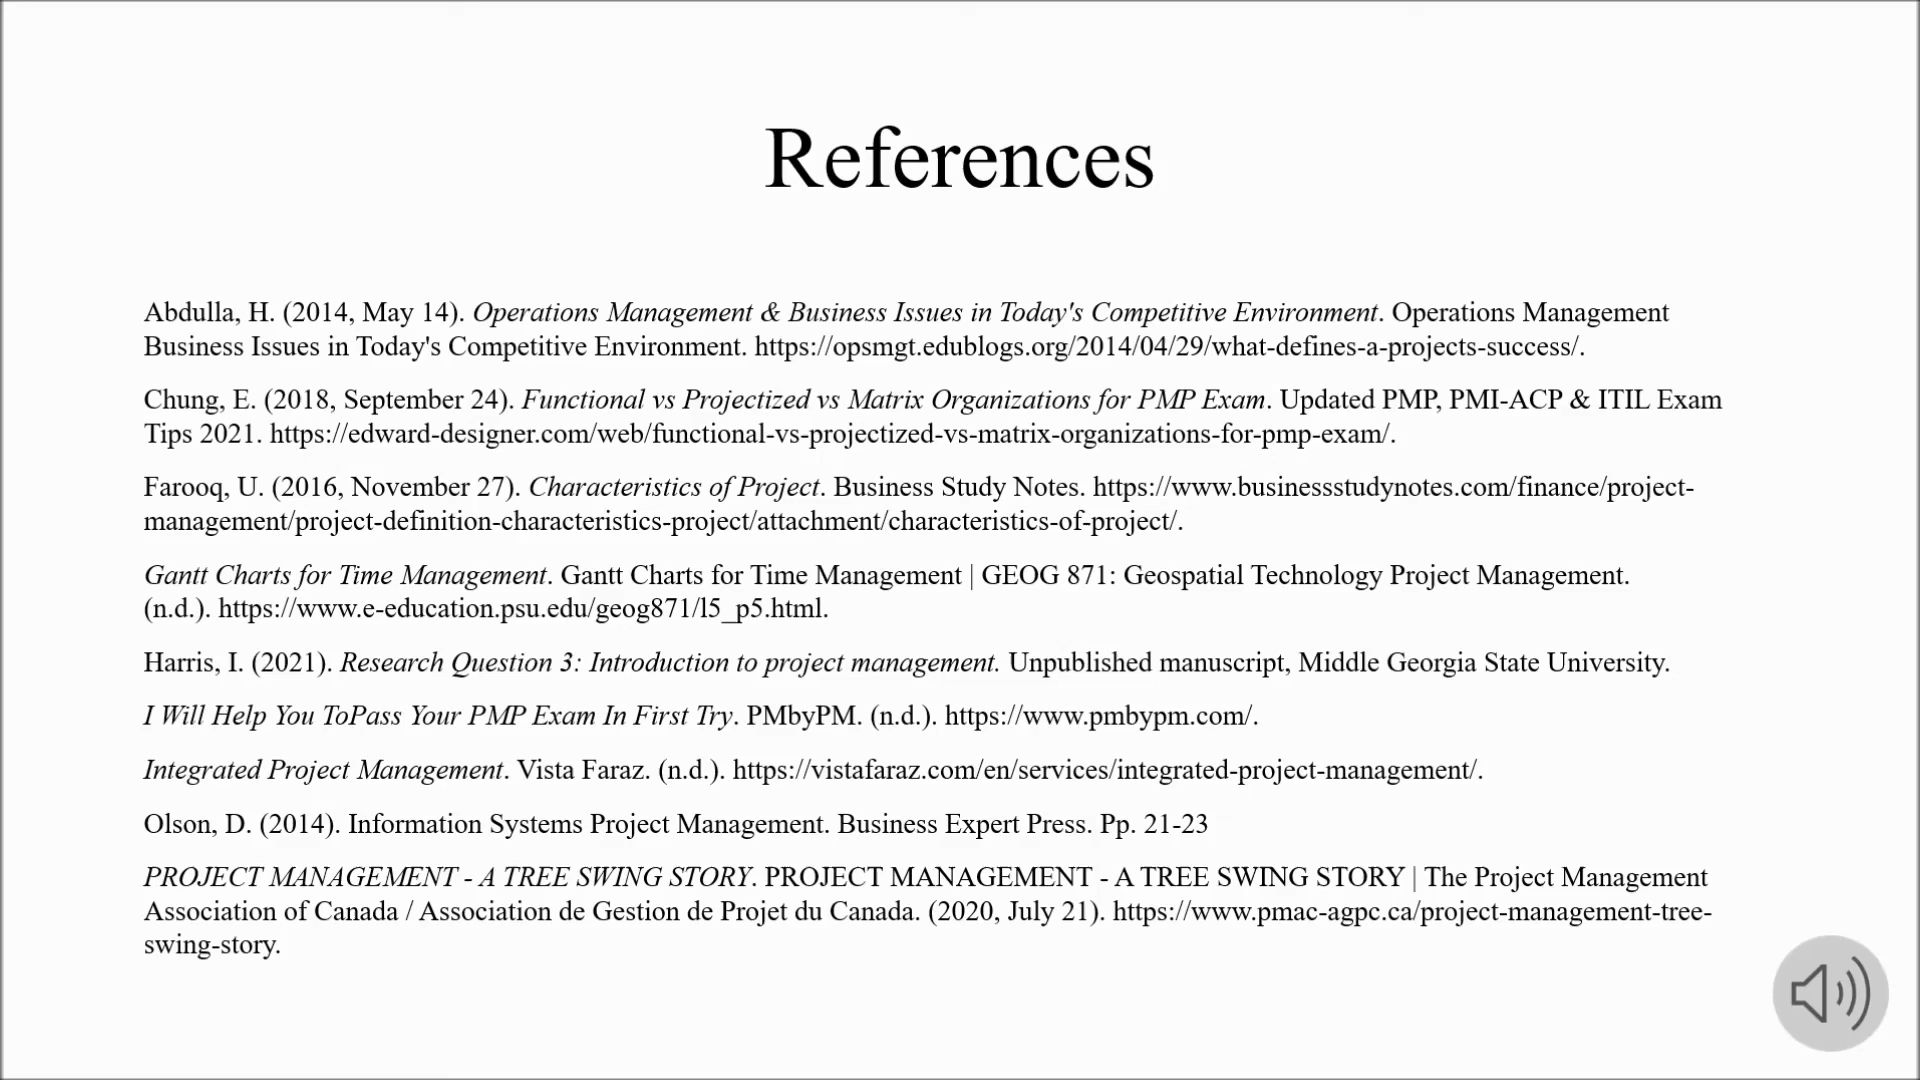 References
Abdulla, H. (2014, May 14). Operations Management & Business Issues in Today's Competitive Environment. Operations Management
Business Issues in Today's Competitive Environment. https://opsmgt.edublogs.org/2014/04/29/what-defines-a-projects-success/.
Chung, E. (2018, September 24). Functional vs Projectized vs Matrix Organizations for PMP Exam. Updated PMP, PMI-ACP & ITIL Exam
Tips 2021. https://edward-designer.com/web/functional-vs-projectized-vs-matrix-organizations-for-pmp-exam/.
Farooq, U. (2016, November 27). Characteristics of Project. Business Study Notes. https://www.businessstudynotes.com/finance/project-
management/project-definition-characteristics-project/attachment/characteristics-of-project/.
Gantt Charts for Time Management. Gantt Charts for Time Management | GEOG 871: Geospatial Technology Project Management.
(n.d.). https://www.e-education.psu.edu/geog871/l5_p5.html.
Harris, I. (2021). Research Question 3: Introduction to project management. Unpublished manuscript, Middle Georgia State University.
I Will Help You ToPass Your PMP Exam In First Try. PMbyPM. (n.d.). https://www.pmbypm.com/.
Integrated Project Management. Vista Faraz. (n.d.). https://vistafaraz.com/en/services/integrated-project-management/.
Olson, D. (2014). Information Systems Project Management. Business Expert Press. Pp. 21-23
PROJECT MANAGEMENT - A TREE SWING STORY. PROJECT MANAGEMENT - A TREE SWING STORY | The Project Management
Association of Canada / Association de Gestion de Projet du Canada. (2020, July 21). https://www.pmac-agpc.ca/project-management-tree-
swing-story.